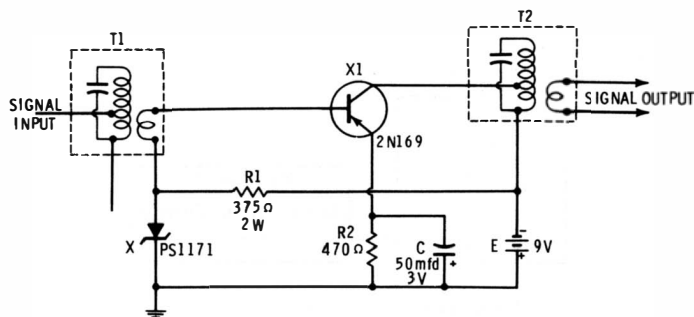 T1
T2
X1
SIGNAL
INPUT
SIGNAL OUTPUT
2N169
R1
375Ω
2W
X
PS1171
R2
470Ω
C
50mfd
3V
+
E
-
+
9V